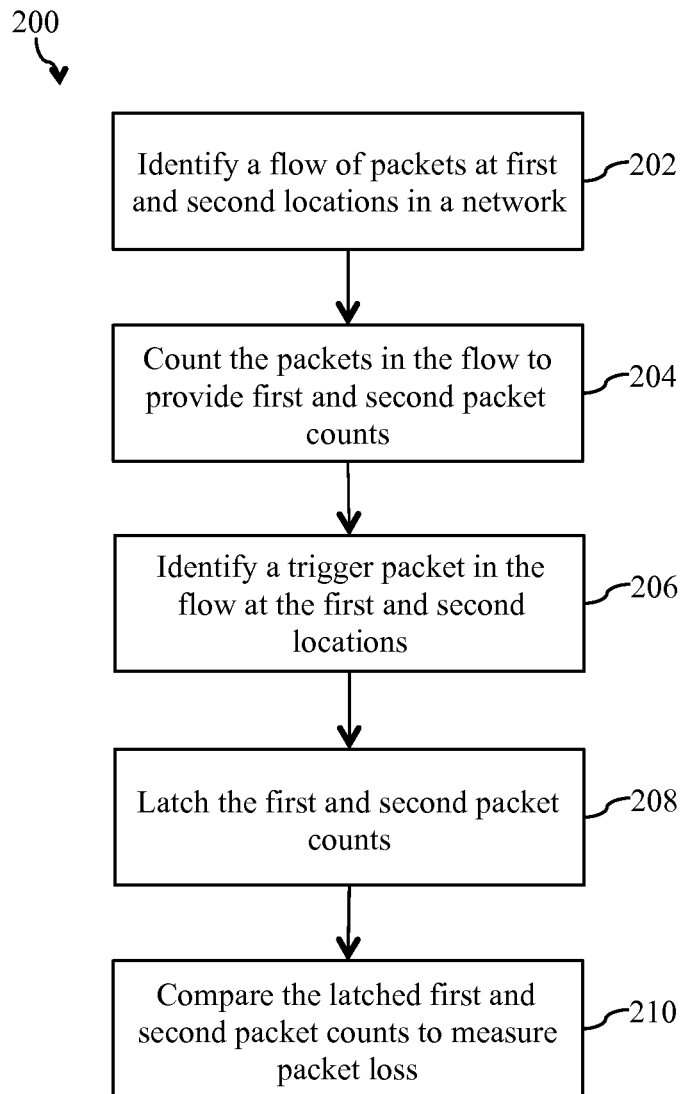 200
Identify a flow of packets at first
and second locations in a network
202
Count the packets in the flow to
provide first and second packet
counts
204
Identify a trigger packet in the
flow at the first and second
locations
206
Latch the first and second packet
counts
208
Compare the latched first and
second packet counts to measure
packet loss
210